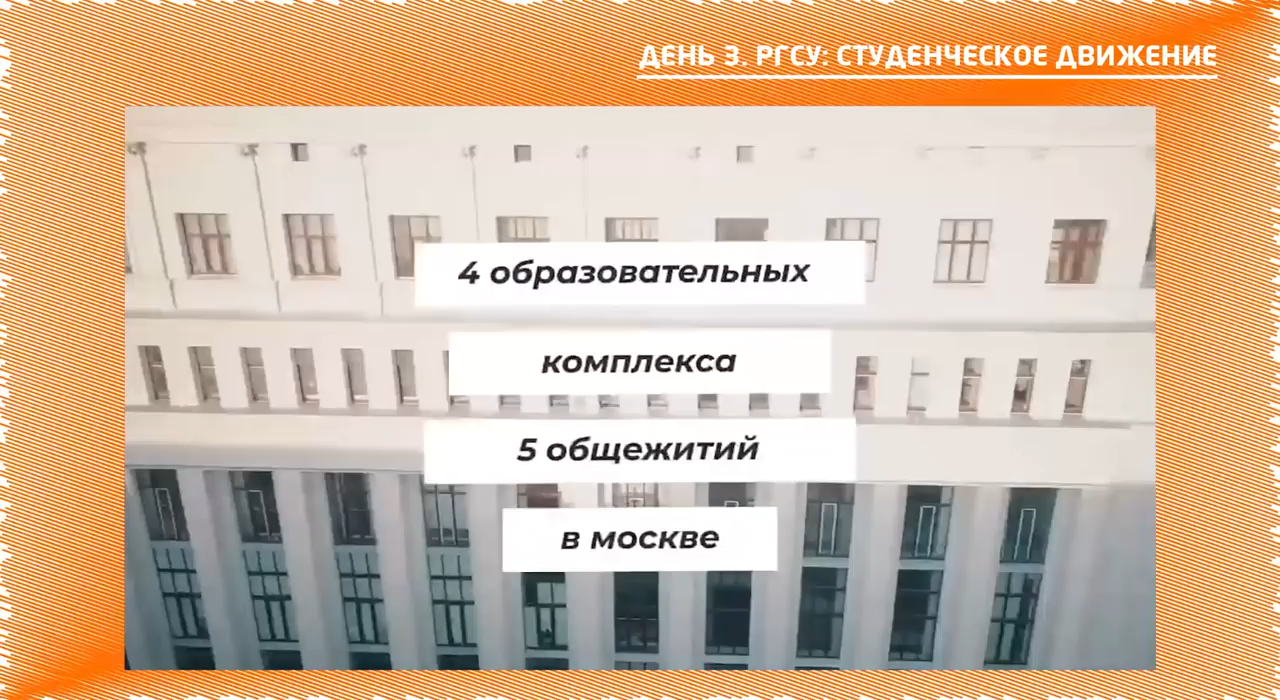 ДЕНЬ 3. РГСУ: СТУДЕНЧЕСКОЕ ДВИЖЕНИЕ
4 образовательных
комплекса
5 общежитий
в москве